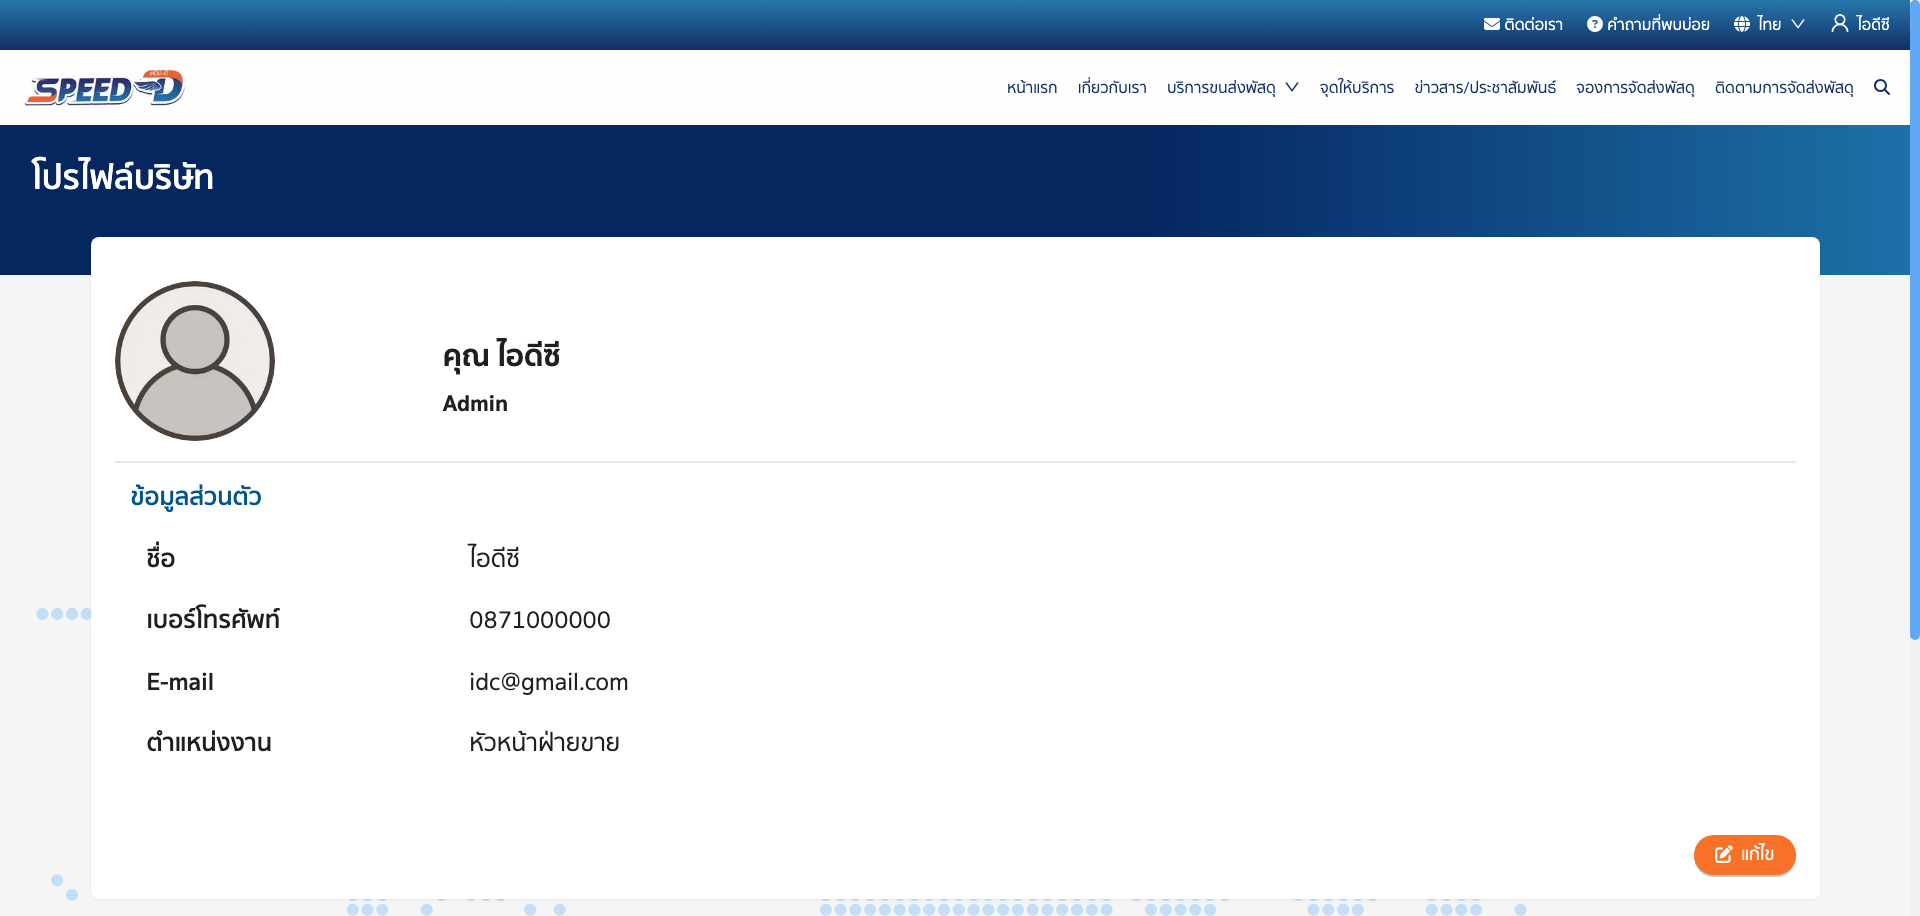 ติดต่อเรา คำถามที่พบบ่อย ไทย ไอดีซี
SPEED-D หน้าแรก เกี่ยวกับเรา บริการขนส่งพัสดุ จุดให้บริการ ข่าวสาร/ประชาสัมพันธ์ จองการจัดส่งพัสดุ ติดตามการจัดส่งพัสดุ
โปรไฟล์บริษัท
คุณ ไอดีซี
Admin
ข้อมูลส่วนตัว
ชื่อ ไอดีซี
เบอร์โทรศัพท์ 0871000000
E-mail idc@gmail.com
ตำแหน่งงาน หัวหน้าฝ่ายขาย
แก้ไข